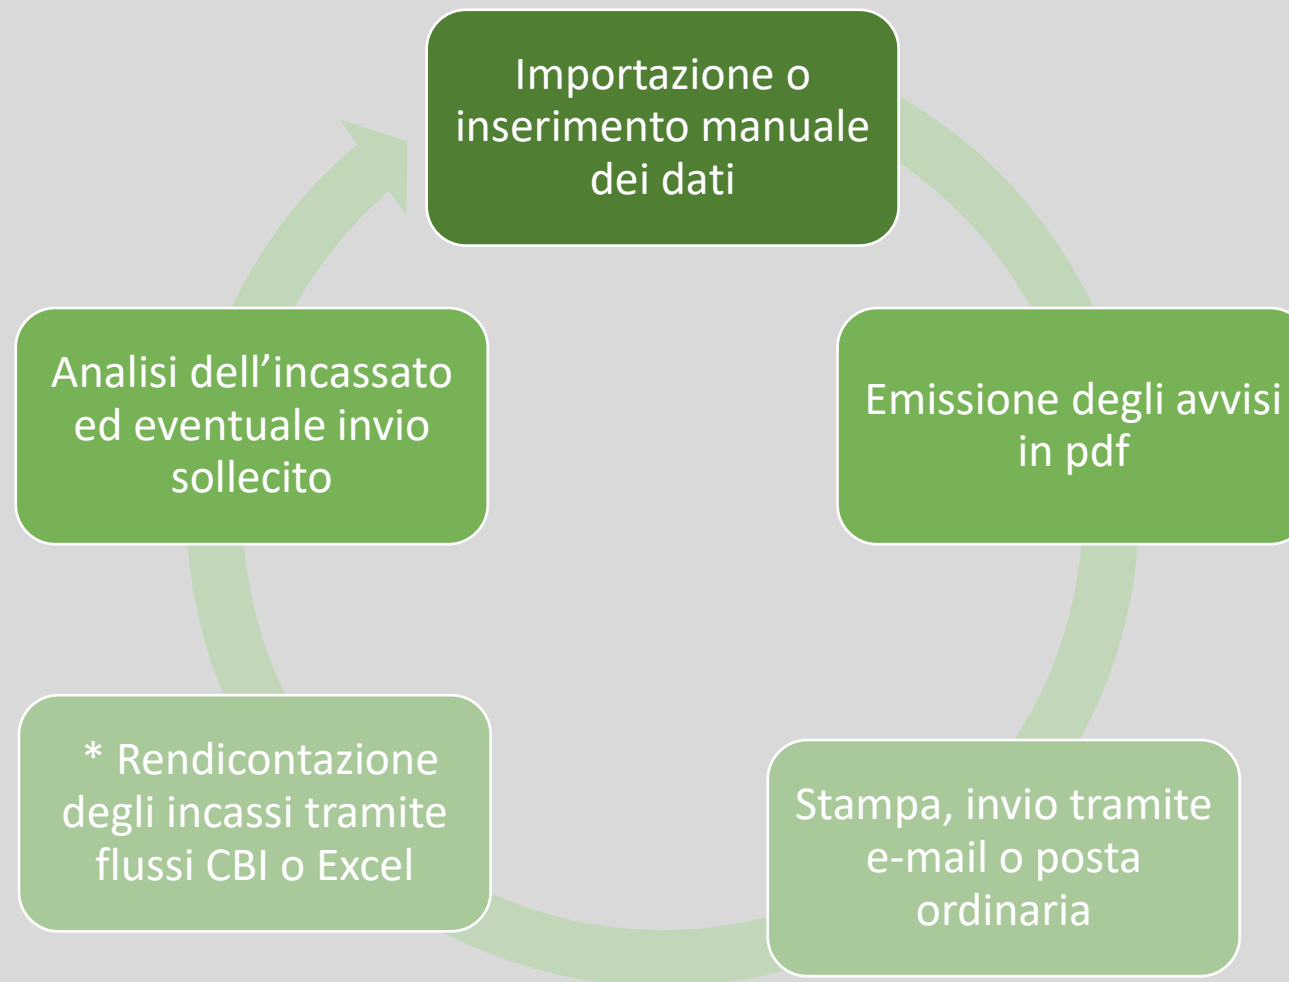 Importazione o
inserimento manuale
dei dati
Emissione degli avvisi
in pdf
Stampa, invio tramite
e-mail o posta
ordinaria
* Rendicontazione
degli incassi tramite
flussi CBI o Excel
Analisi dell’incassato
ed eventuale invio
sollecito